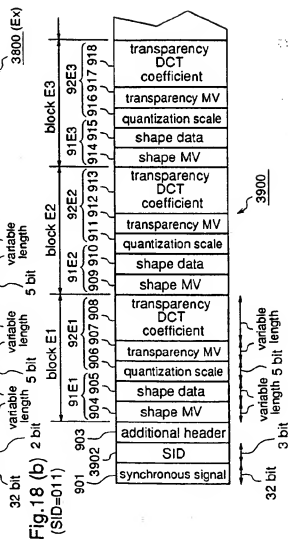 3800 (Ex)
32 bit
2 bit
variable length
5 bit
variable length
5 bit
variable length
Fig.18 (b)
(SID=011)
block E1
block E2
block E3
91E1
92E1
91E2
92E2
91E3
92E3
901
3902
903
904 905 906 907 908
909 910 911 912 913
914 915 916 917 918
transparency
DCT
coefficient
transparency MV
quantization scale
shape data
shape MV
transparency
DCT
coefficient
transparency MV
quantization scale
shape data
shape MV
transparency
DCT
coefficient
transparency MV
quantization scale
shape data
shape MV
additional header
SID
synchronous signal
32 bit
3 bit
variable length
5 bit
variable length
3900